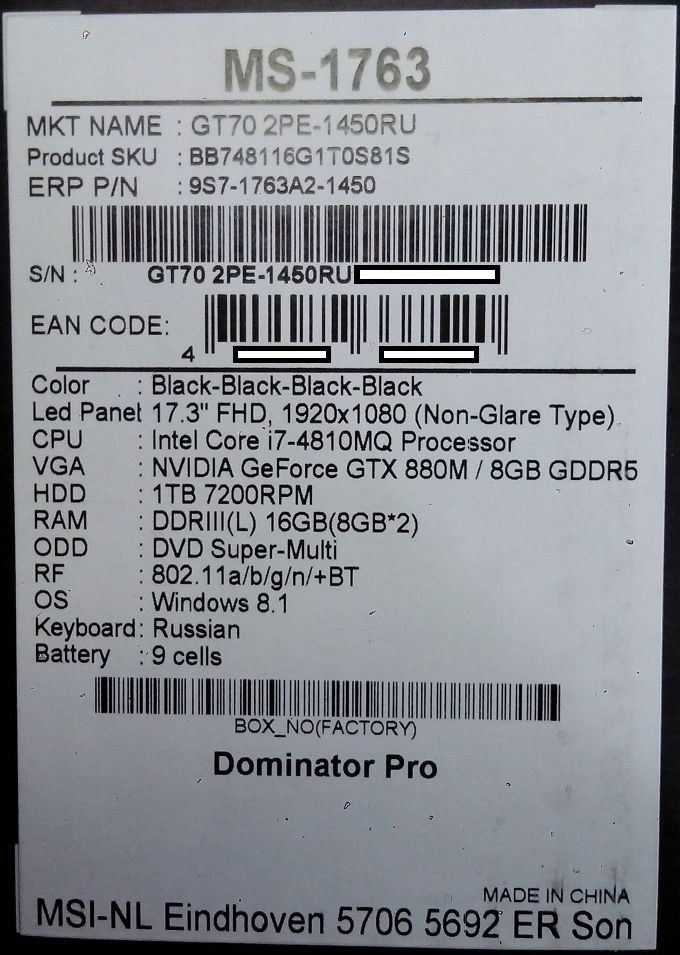 MS-1763
MKT NAME : GT70 2PE-1450RU
Product SKU : BB748116G1T0S81S
ERP P/N : 9S7-1763A2-1450
S/N : GT70 2PE-1450RU
EAN CODE:
4
Color : Black-Black-Black-Black
Led Panet 17.3" FHD, 1920x1080 (Non-Glare Type)
CPU : Intel Core i7-4810MQ Processor
VGA : NVIDIA GeForce GTX 880M / 8GB GDDR5
HDD : 1TB 7200RPM
RAM : DDRIII(L) 16GB(8GB*2)
ODD : DVD Super-Multi
RF : 802.11a/b/g/n/+BT
OS : Windows 8.1
Keyboard: Russian
Battery : 9 cells
BOX_NO(FACTORY)
Dominator Pro
MADE IN CHINA
MSI-NL Eindhoven 5706 5692 ER Son